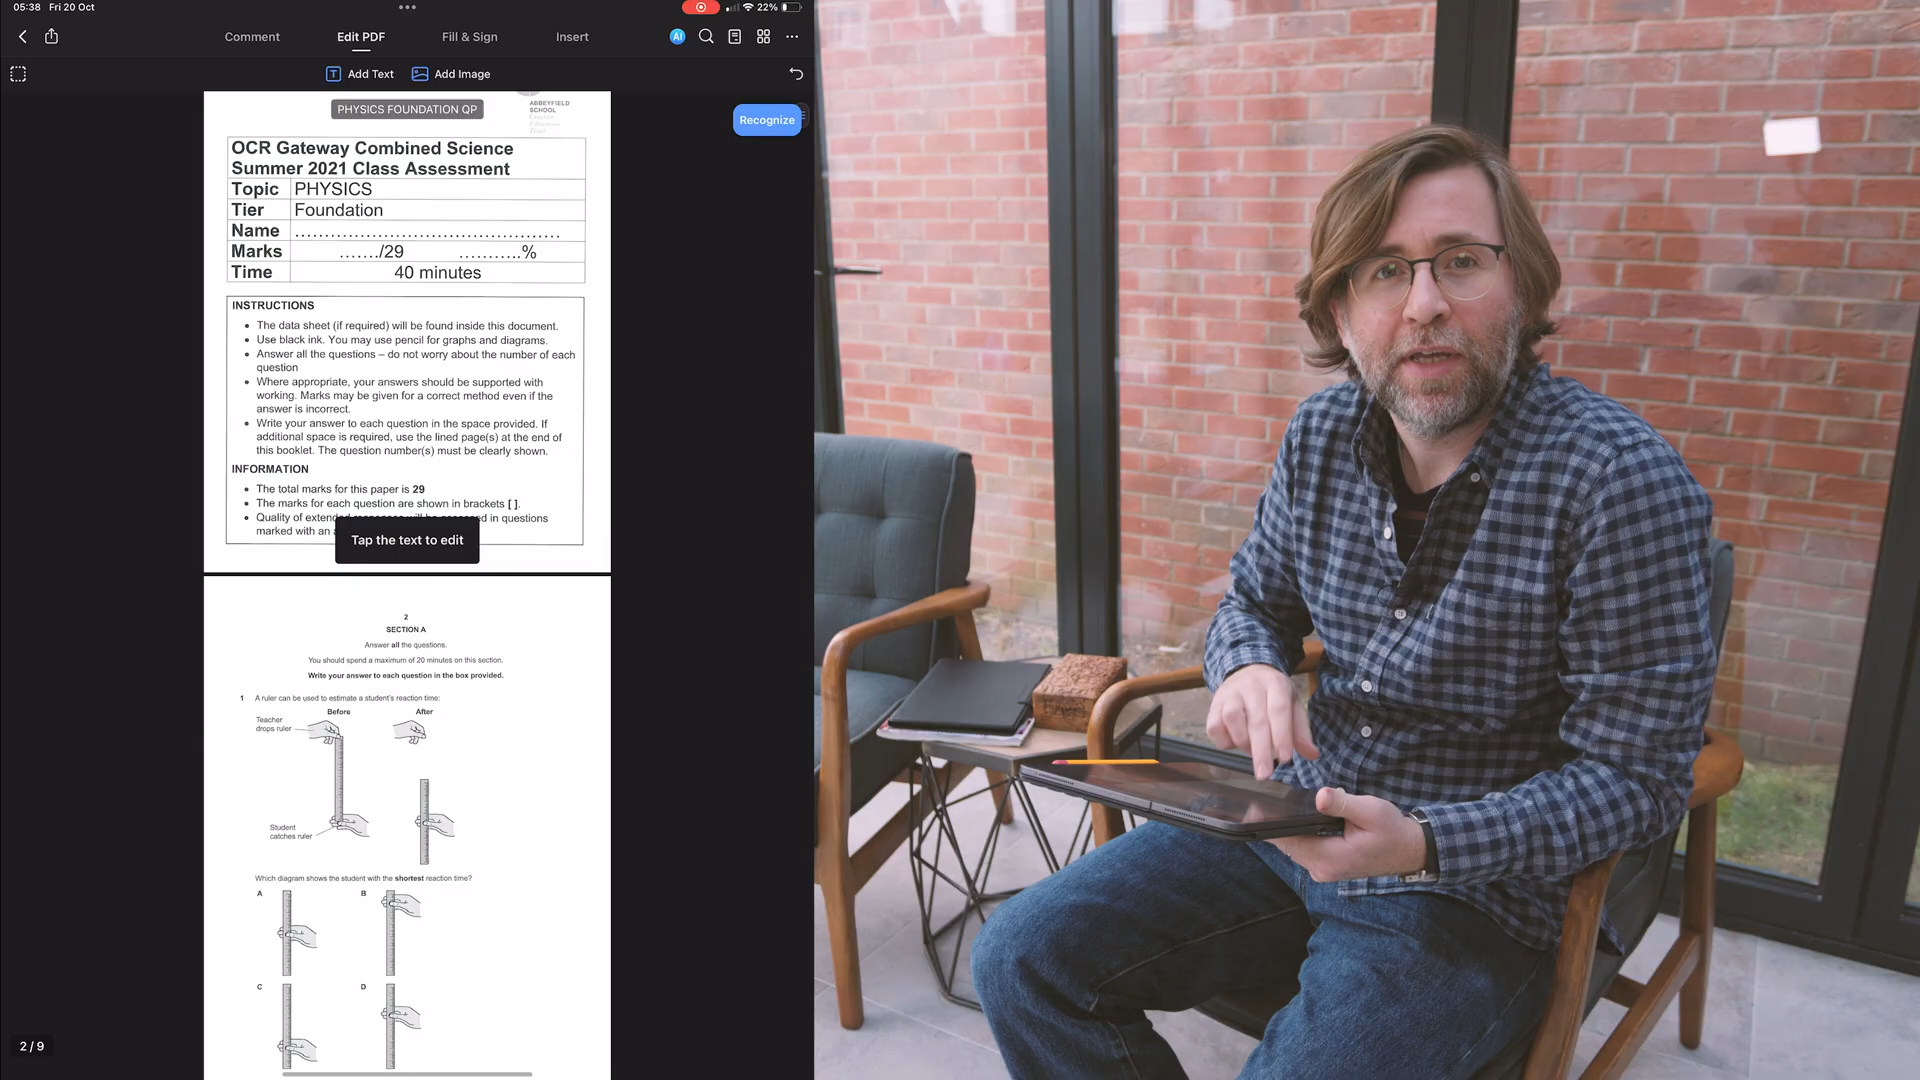 05:38 Fri 20 Oct
22%
Comment
Edit PDF
Fill & Sign
Insert
AI
T Add Text
Add Image
PHYSICS FOUNDATION QP
ABBEYFIELD
SCHOOL
Creative
Education
Trust
Recognize
OCR Gateway Combined Science
Summer 2021 Class Assessment
Topic PHYSICS
Tier Foundation
Name ............................................
Marks ......./29 ...........%
Time 40 minutes
INSTRUCTIONS
• The data sheet (if required) will be found inside this document.
• Use black ink. You may use pencil for graphs and diagrams.
• Answer all the questions – do not worry about the number of each
question
• Where appropriate, your answers should be supported with
working. Marks may be given for a correct method even if the
answer is incorrect.
• Write your answer to each question in the space provided. If
additional space is required, use the lined page(s) at the end of
this booklet. The question number(s) must be clearly shown.
INFORMATION
• The total marks for this paper is 29
• The marks for each question are shown in brackets [ ].
• Quality of extended responses will be assessed in questions
marked with an
Tap the text to edit
2
SECTION A
Answer all the questions.
You should spend a maximum of 20 minutes on this section.
Write your answer to each question in the box provided.
1 A ruler can be used to estimate a student's reaction time:
Before After
Teacher
drops ruler
Student
catches ruler
Which diagram shows the student with the shortest reaction time?
A B
C D
2 / 9